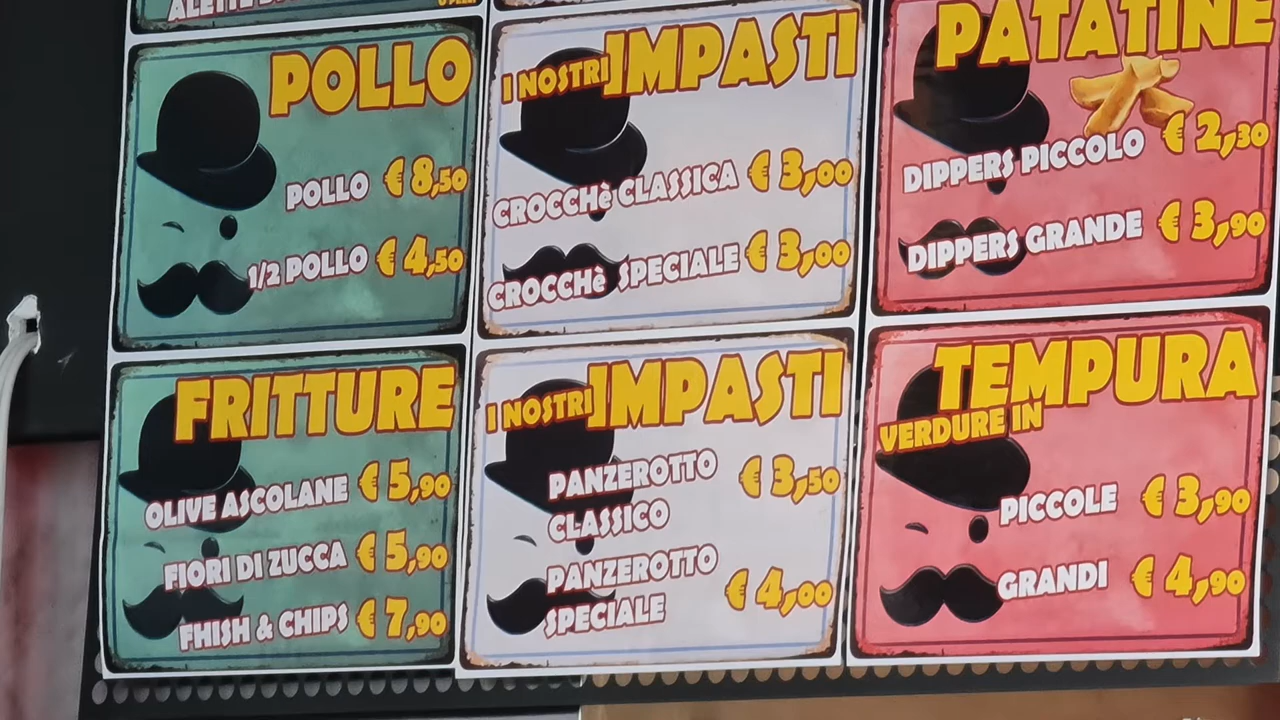 ALETTE
POLLO
POLLO € 8,50
1/2 POLLO € 4,50
I NOSTRI IMPASTI
CROCCHè CLASSICA € 3,00
CROCCHè SPECIALE € 3,00
PATATINE
DIPPERS PICCOLO € 2,30
DIPPERS GRANDE € 3,90
FRITTURE
OLIVE ASCOLANE € 5,90
FIORI DI ZUCCA € 5,90
FHISH & CHIPS € 7,90
I NOSTRI IMPASTI
PANZEROTTO
CLASSICO € 3,50
PANZEROTTO
SPECIALE € 4,00
TEMPURA
VERDURE IN
PICCOLE € 3,90
GRANDI € 4,90